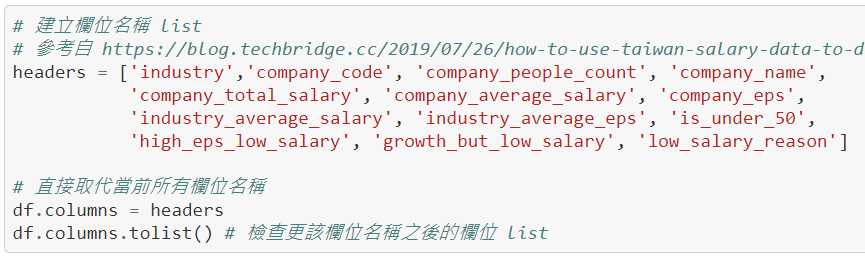 # 建立欄位名稱 list
# 參考自 https://blog.techbridge.cc/2019/07/26/how-to-use-taiwan-salary-data-to-d
headers = ['industry','company_code', 'company_people_count', 'company_name',
'company_total_salary', 'company_average_salary', 'company_eps',
'industry_average_salary', 'industry_average_eps', 'is_under_50',
'high_eps_low_salary', 'growth_but_low_salary', 'low_salary_reason']
# 直接取代當前所有欄位名稱
df.columns = headers
df.columns.tolist() # 檢查更該欄位名稱之後的欄位 list